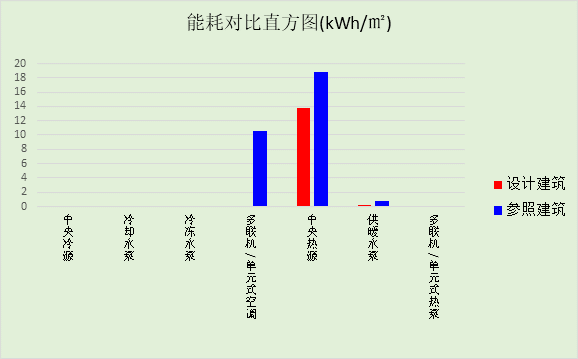 能耗对比直方图(kWh/㎡)
20
18
16
14
12
10
8
6
4
2
0
中央冷源
冷却水泵
冷冻水泵
多联机/单元式空调
中央热源
供暖水泵
多联机/单元式热泵
设计建筑
参照建筑